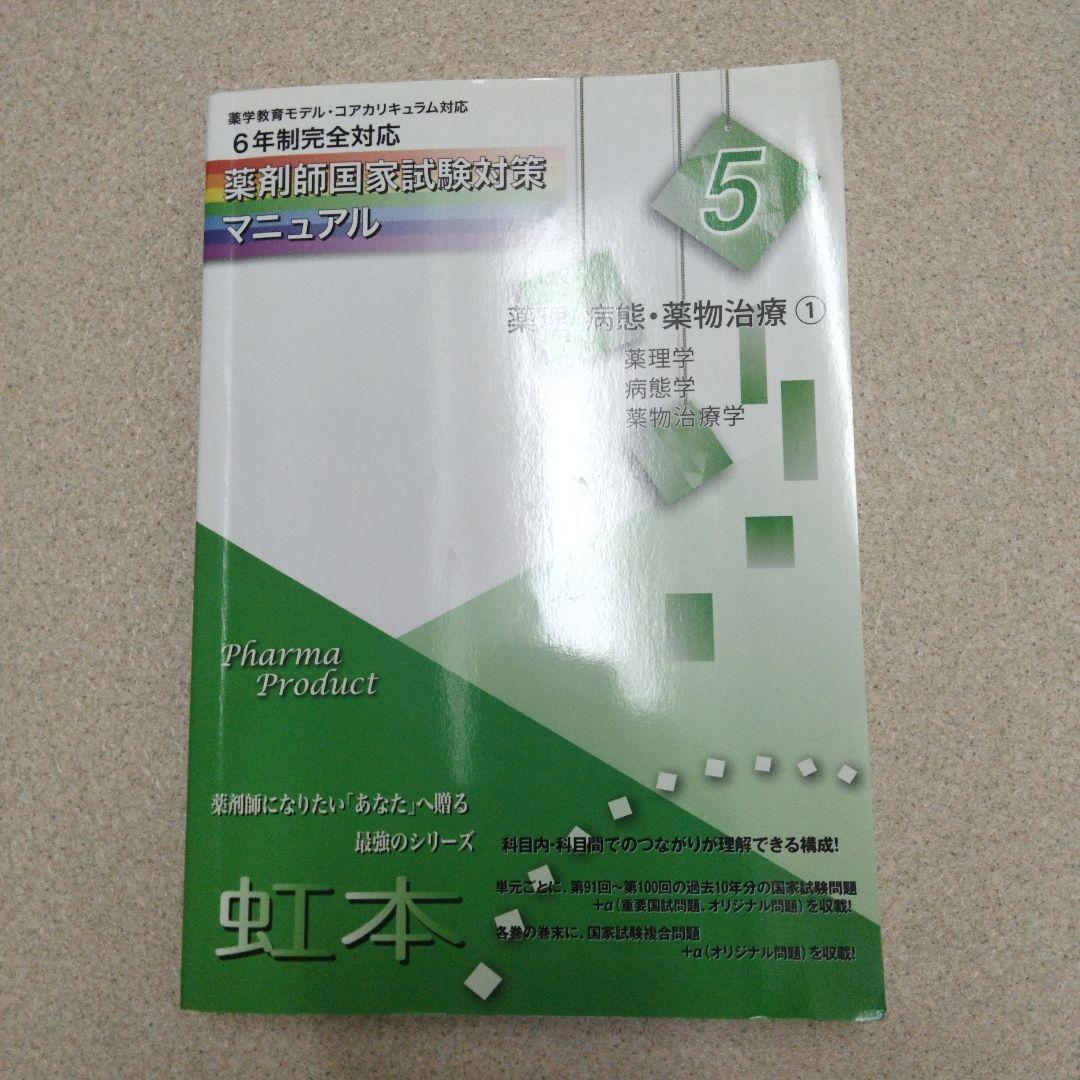 薬学教育モデル・コアカリキュラム対応
6年制完全対応
薬剤師国家試験対策
マニュアル
5
薬理・病態・薬物治療①
薬理学
病態学
薬物治療学
Pharma
Product
薬剤師になりたい「あなた」へ贈る
最強のシリーズ
虹本
科目内・科目間でのつながりが理解できる構成!
単元ごとに、第91回〜第100回の過去10年分の国家試験問題
+α(重要国試問題、オリジナル問題)を収載!
各巻の巻末に、国家試験複合問題
+α(オリジナル問題)を収載!